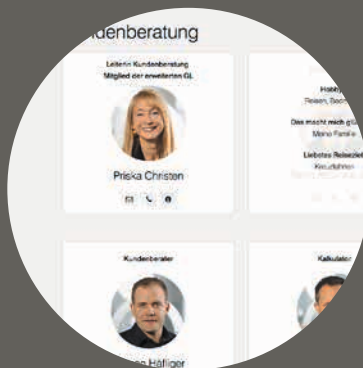 denberatung
Leiterin Kundenberatung
Mitglied der erweiterten GL
Priska Christen
Hobby
Reisen,
Das macht mich
Meine Familie
Liebstes Reiseziel
Kreuzfahrten
Kundenberater
Häfliger
Kalkulator